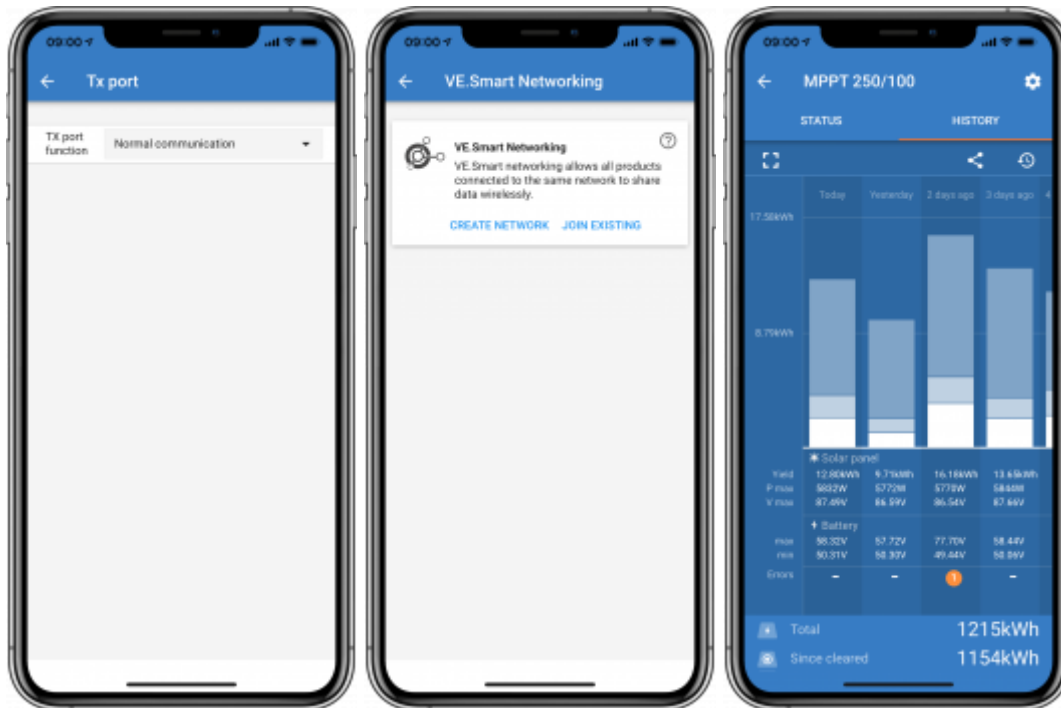 09:00
Tx port
TX port
function
Normal communication
09:00
VE.Smart Networking
VE.Smart Networking
VE.Smart networking allows all products
connected to the same network to share
data wirelessly.
CREATE NETWORK JOIN EXISTING
09:00
MPPT 250/100
STATUS HISTORY
Today Yesterday 2 days ago 3 days ago 4
17.58kWh
8.79kWh
Solar panel
Yield 12.80kWh 9.71kWh 16.18kWh 13.65kWh
P max 5832W 5772W 5770W 5844W
V max 87.49V 86.59V 86.54V 87.66V
Battery
max 58.32V 57.72V 77.70V 58.44V
min 50.31V 50.30V 49.44V 50.06V
Errors - - 1 -
Total 1215kWh
Since cleared 1154kWh